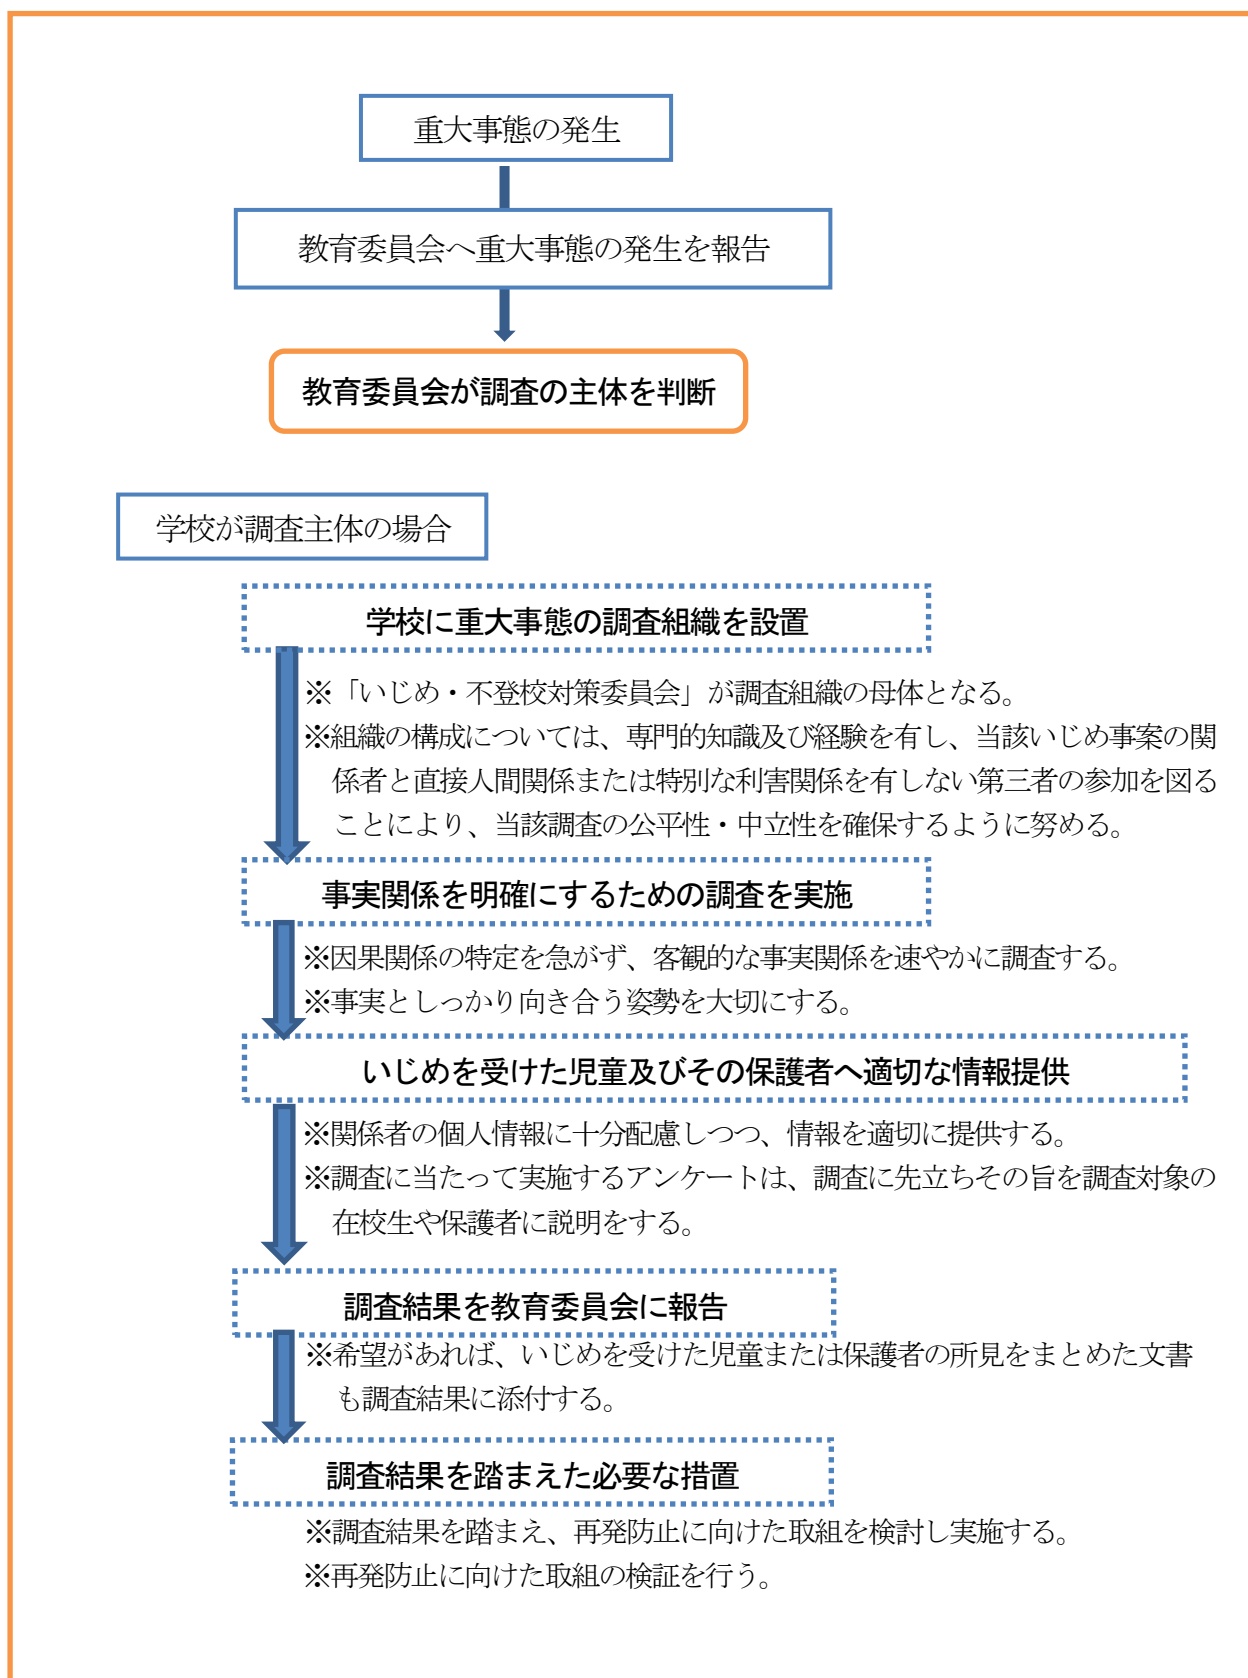 重大事態の発生
教育委員会へ重大事態の発生を報告
教育委員会が調査の主体を判断
学校が調査主体の場合
学校に重大事態の調査組織を設置
※「いじめ・不登校対策委員会」が調査組織の母体となる。
※組織の構成については、専門的知識及び経験を有し、当該いじめ事案の関
係者と直接人間関係または特別な利害関係を有しない第三者の参加を図る
ことにより、当該調査の公平性・中立性を確保するように努める。
事実関係を明確にするための調査を実施
※因果関係の特定を急がず、客観的な事実関係を速やかに調査する。
※事実としっかり向き合う姿勢を大切にする。
いじめを受けた児童及びその保護者へ適切な情報提供
※関係者の個人情報に十分配慮しつつ、情報を適切に提供する。
※調査に当たって実施するアンケートは、調査に先立ちその旨を調査対象の
在校生や保護者に説明をする。
調査結果を教育委員会に報告
※希望があれば、いじめを受けた児童または保護者の所見をまとめた文書
も調査結果に添付する。
調査結果を踏まえた必要な措置
※調査結果を踏まえ、再発防止に向けた取組を検討し実施する。
※再発防止に向けた取組の検証を行う。